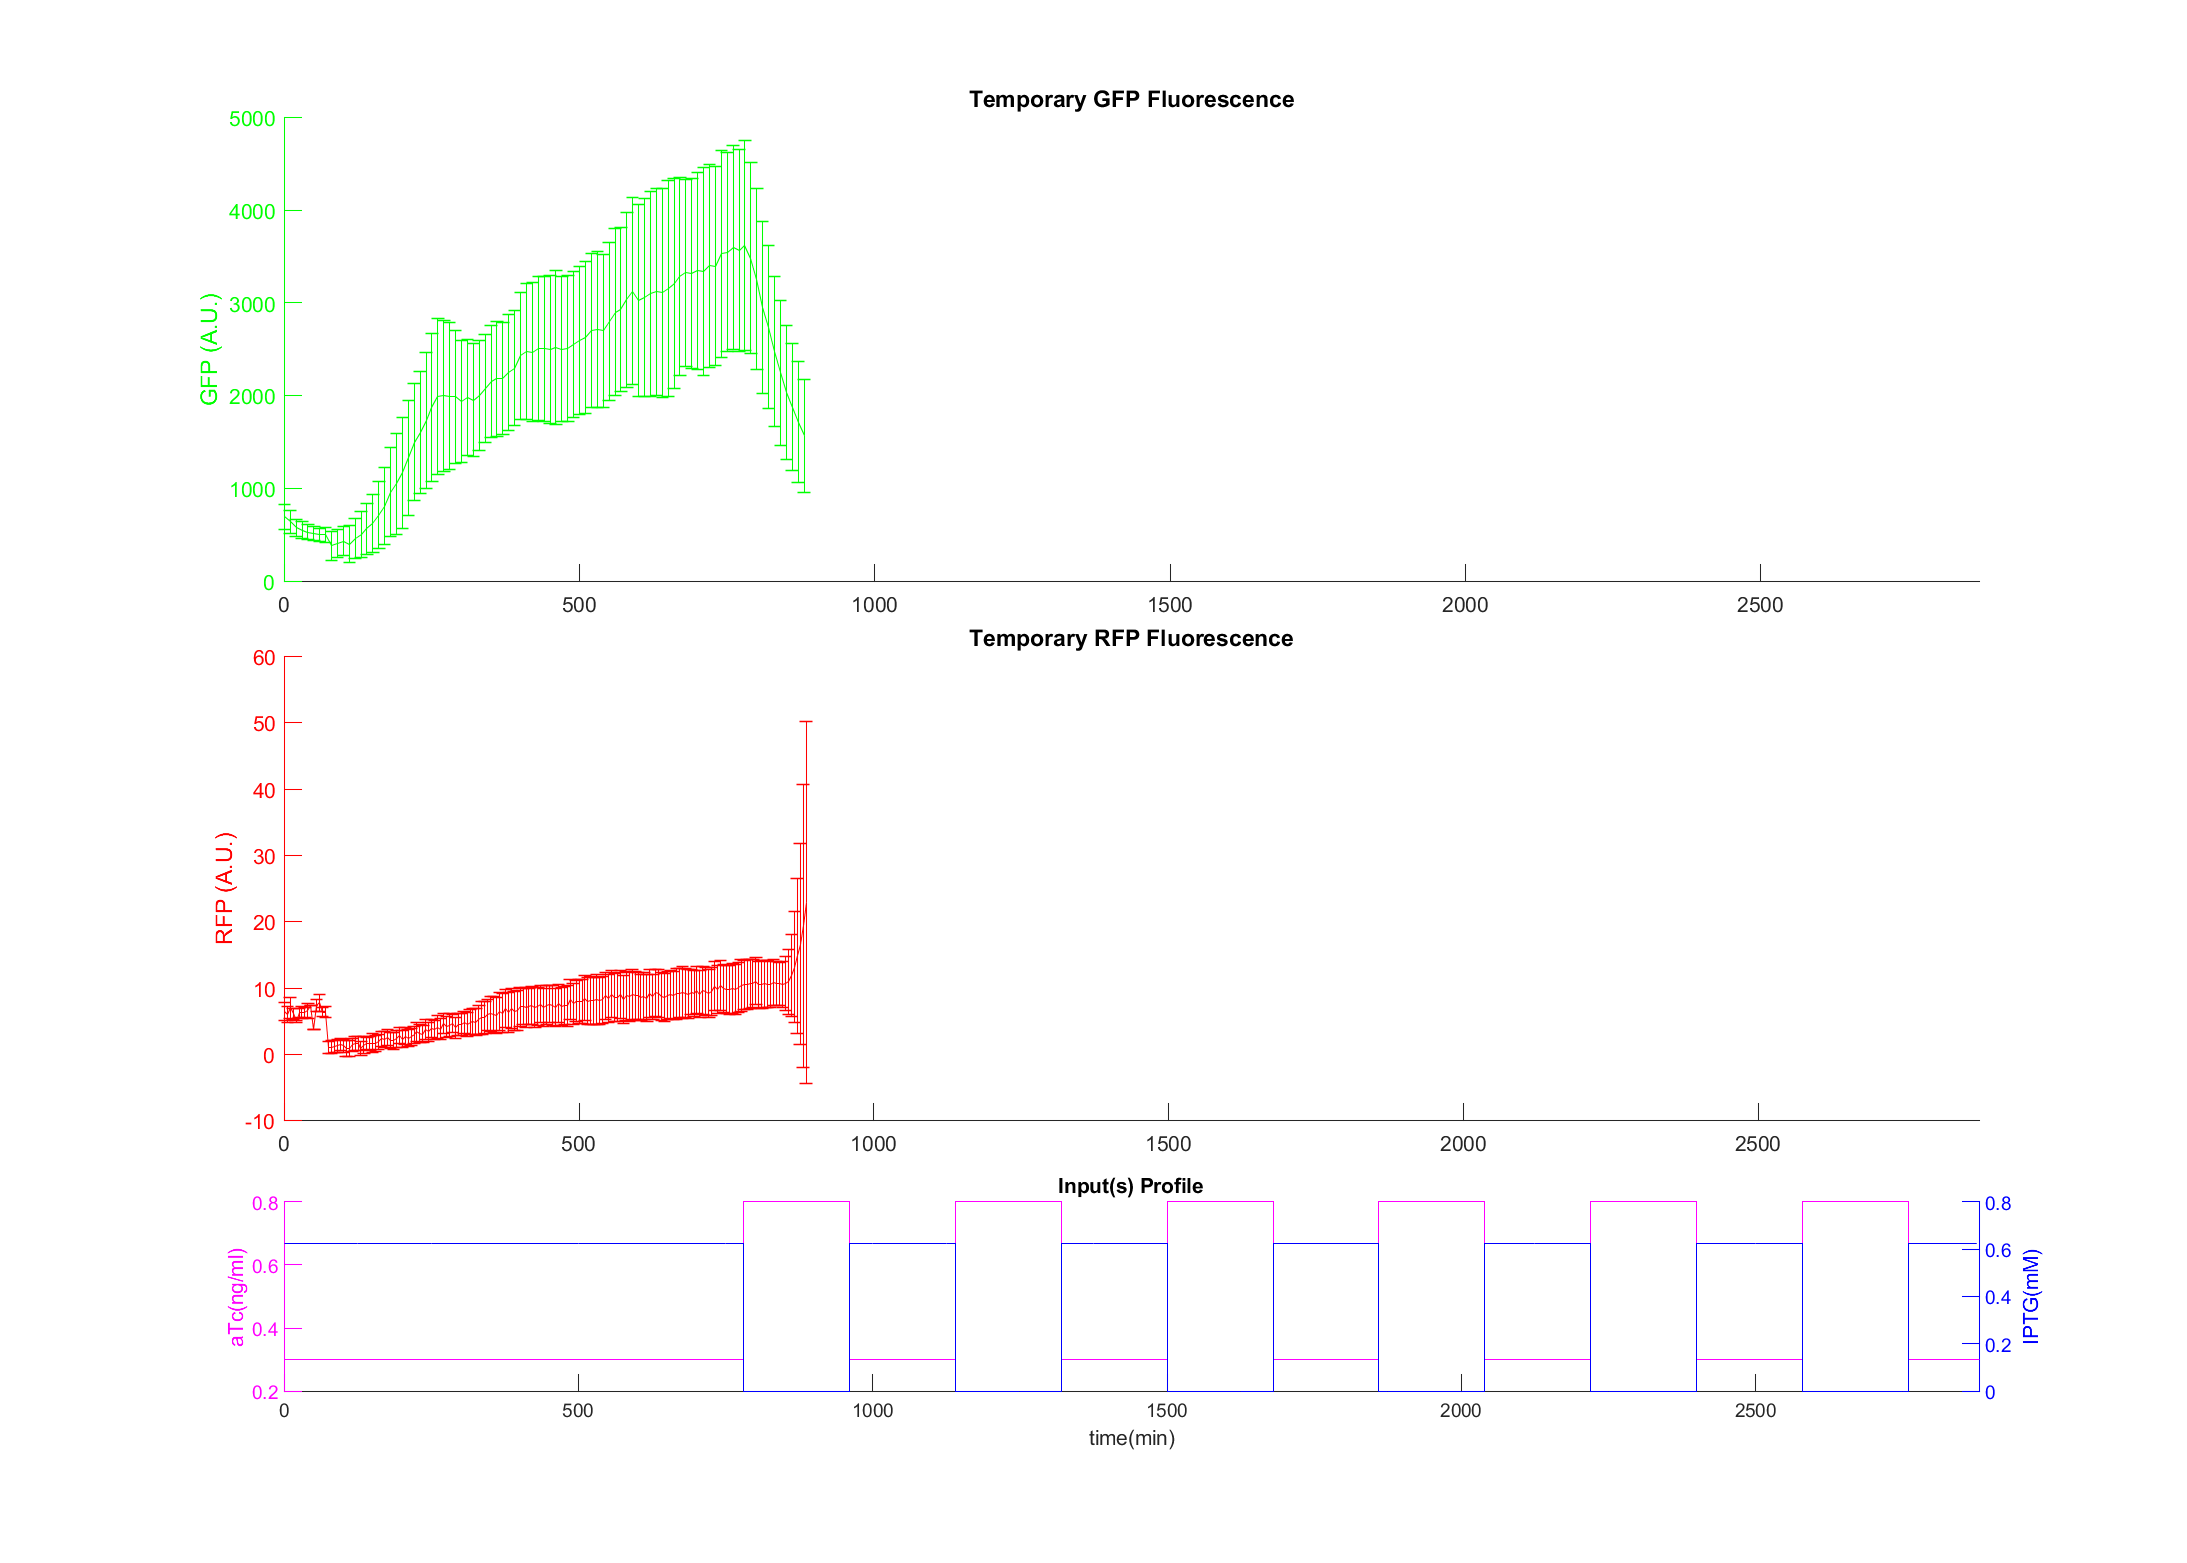 Temporary GFP Fluorescence
5000
4000
3000
2000
1000
0
GFP (A.U.)
0 500 1000 1500 2000 2500
Temporary RFP Fluorescence
60
50
40
30
20
10
0
-10
RFP (A.U.)
0 500 1000 1500 2000 2500
Input(s) Profile
0.8
0.6
0.4
0.2
aTc(ng/ml)
0.8
0.6
0.4
0.2
0
IPTG(mM)
0 500 1000 1500 2000 2500
time(min)